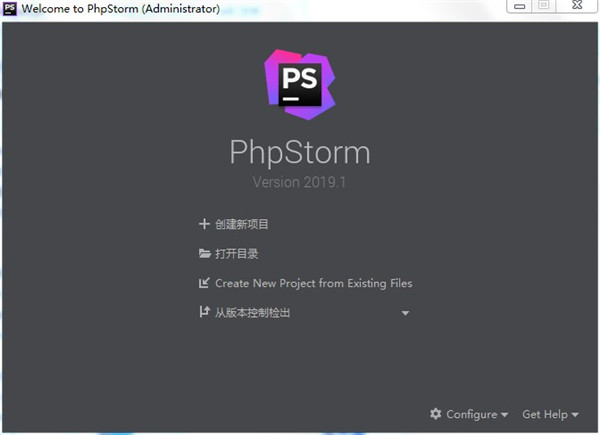 Welcome to PhpStorm (Administrator)
PS
PhpStorm
Version 2019.1
创建新项目
打开目录
Create New Project from Existing Files
从版本控制检出
Configure
Get Help